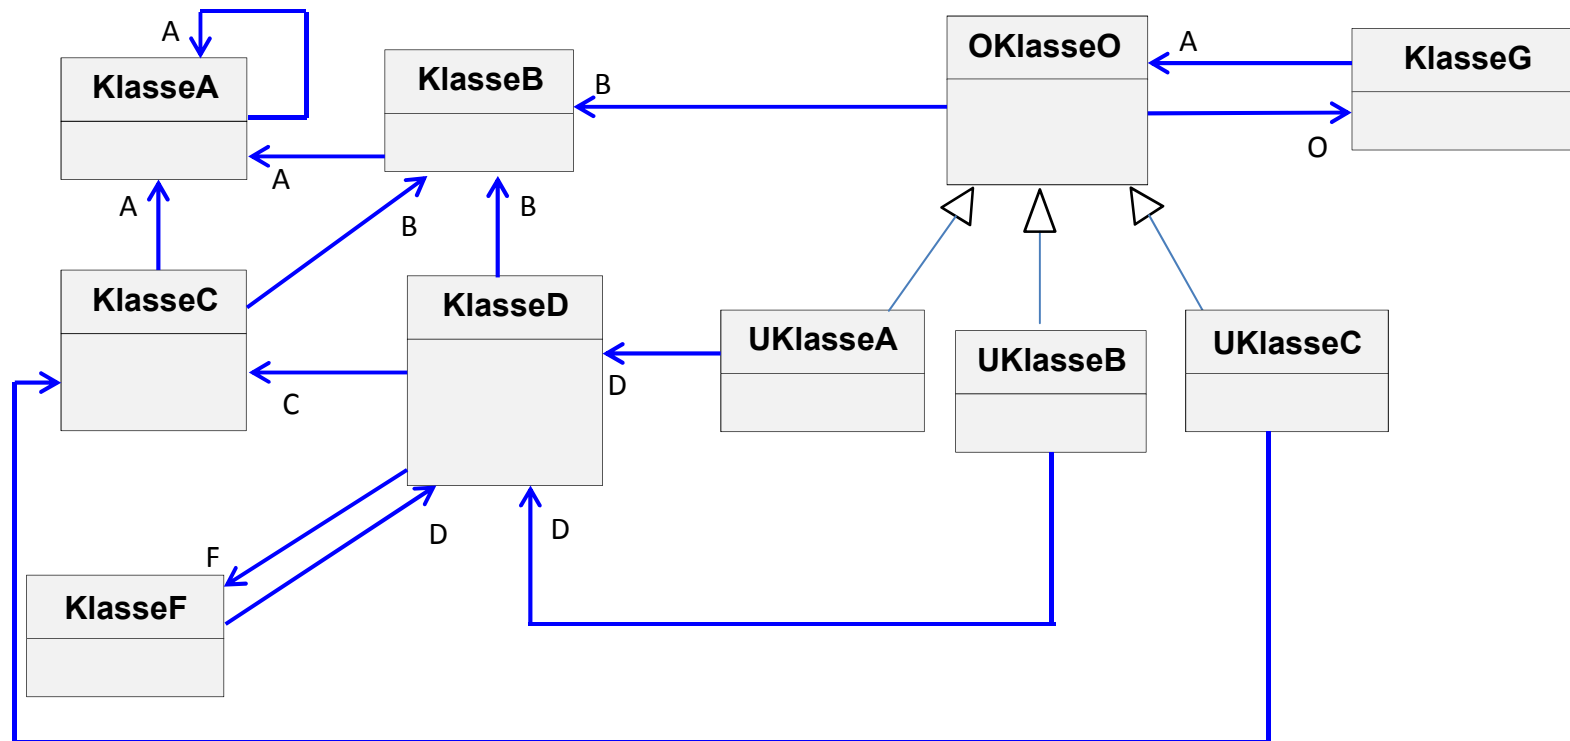 A
KlasseA
KlasseB
B
OKlasseO
A
KlasseG
O
A
A
B
B
KlasseC
KlasseD
UKlasseA
UKlasseB
UKlasseC
D
C
F
D
D
KlasseF